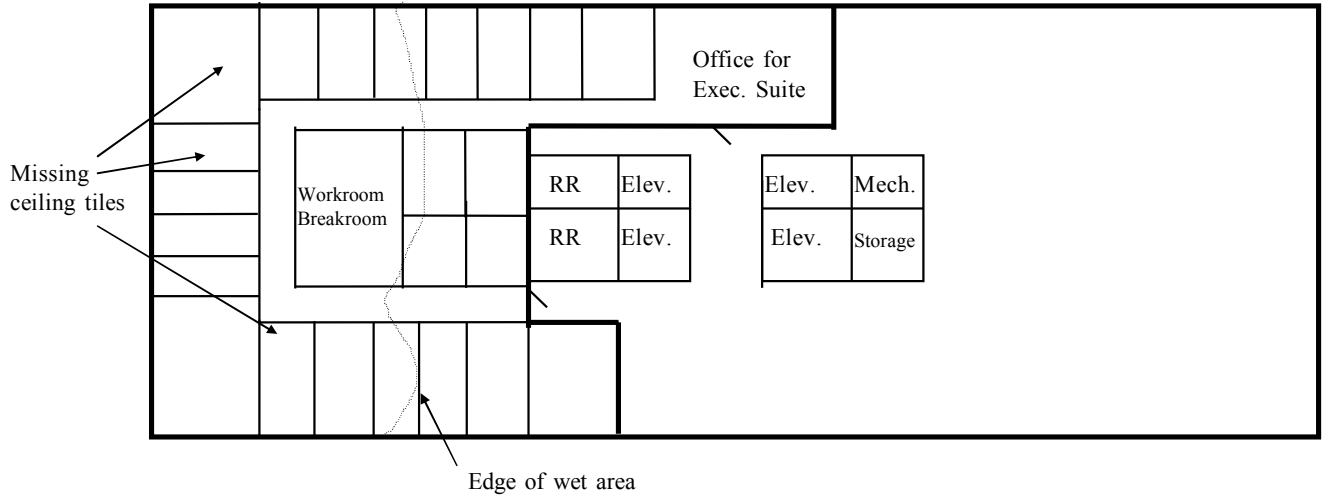 Office for
Exec. Suite
Missing
ceiling tiles
Workroom
Breakroom
RR
Elev.
Elev.
Mech.
RR
Elev.
Elev.
Storage
Edge of wet area